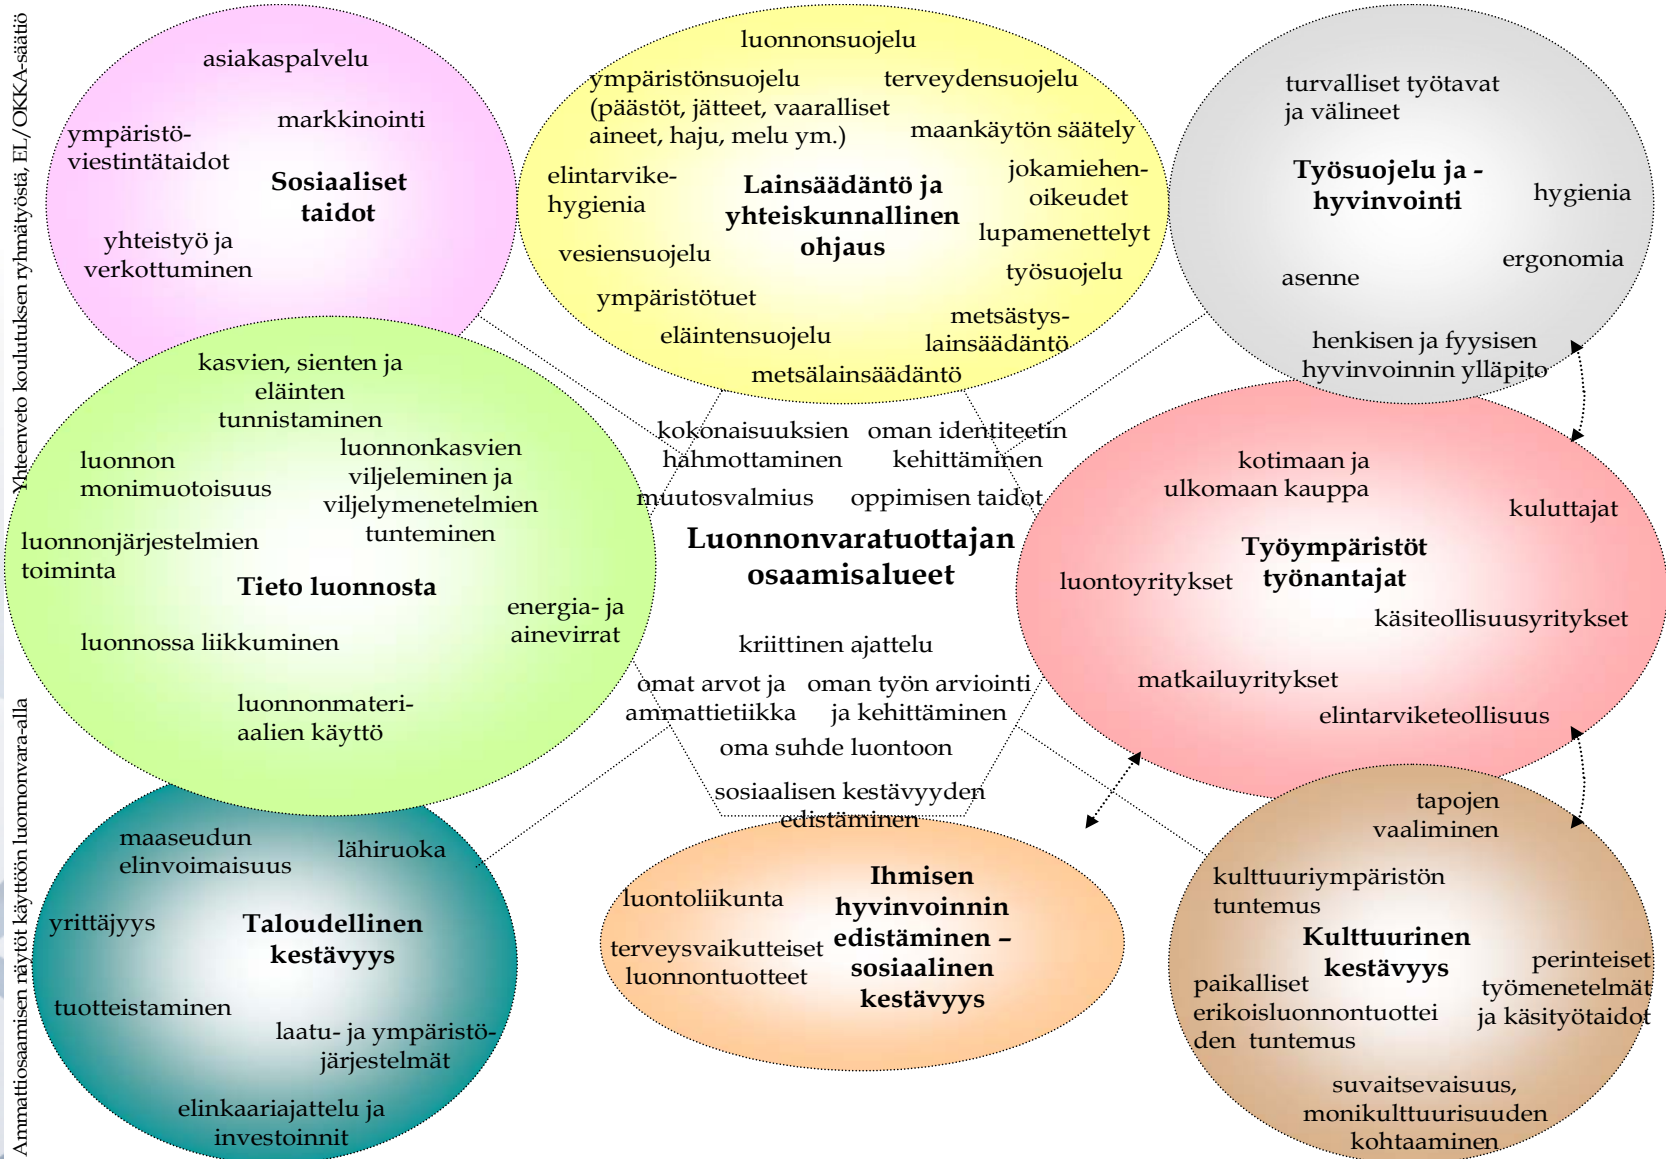 Yhteenveto koulutuksen ryhmätyöstä, EL/OKKA-säätiö
Ammattiosaamisen näytöt käyttöön luonnonvara-alla
asiakaspalvelu
markkinointi
ympäristö-
viestintätaidot
Sosiaaliset
taidot
yhteistyö ja
verkottuminen
luonnonsuojelu
ympäristönsuojelu
(päästöt, jätteet, vaaralliset
aineet, haju, melu ym.)
terveydensuojelu
maankäytön säätely
elintarvike-
hygienia
Lainsäädäntö ja
yhteiskunnallinen
ohjaus
jokamiehen-
oikeudet
lupamenettelyt
vesiensuojelu
työsuojelu
ympäristötuet
eläintensuojelu
metsästys-
lainsäädäntö
metsälainsäädäntö
turvalliset työtavat
ja välineet
Työsuojelu ja -
hyvinvointi
hygienia
ergonomia
asenne
henkisen ja fyysisen
hyvinvoinnin ylläpito
kasvien, sienten ja
eläinten
tunnistaminen
luonnon
monimuotoisuus
luonnonkasvien
viljeleminen ja
viljelymenetelmien
tunteminen
luonnonjärjestelmien
toiminta
Tieto luonnosta
energia- ja
ainevirrat
luonnossa liikkuminen
luonnonmateri-
aalien käyttö
kokonaisuuksien
hahmottaminen
oman identiteetin
kehittäminen
muutosvalmius
oppimisen taidot
Luonnonvaratuottajan
osaamisalueet
kriittinen ajattelu
omat arvot ja
ammattietiikka
oman työn arviointi
ja kehittäminen
oma suhde luontoon
sosiaalisen kestävyyden
edistäminen
kotimaan ja
ulkomaan kauppa
kuluttajat
Työympäristöt
työnantajat
luontoyritykset
käsiteollisuusyritykset
matkailuyritykset
elintarviketeollisuus
maaseudun
elinvoimaisuus
lähiruoka
yrittäjyys
Taloudellinen
kestävyys
tuotteistaminen
laatu- ja ympäristö-
järjestelmät
elinkaariajattelu ja
investoinnit
luontoliikunta
terveysvaikutteiset
luonnontuotteet
Ihmisen
hyvinvoinnin
edistäminen –
sosiaalinen
kestävyys
tapojen
vaaliminen
kulttuuriympäristön
tuntemus
Kulttuurinen
kestävyys
paikalliset
erikoisluonnontuottei
den tuntemus
perinteiset
työmenetelmät
ja käsityötaidot
suvaitsevaisuus,
monikulttuurisuuden
kohtaaminen